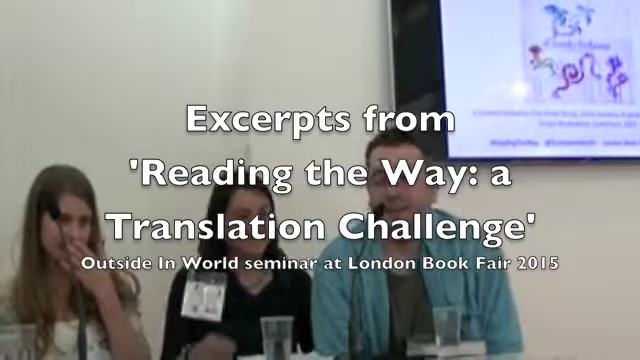 Excerpts from
'Reading the Way: a
Translation Challenge'
Outside In World seminar at London Book Fair 2015